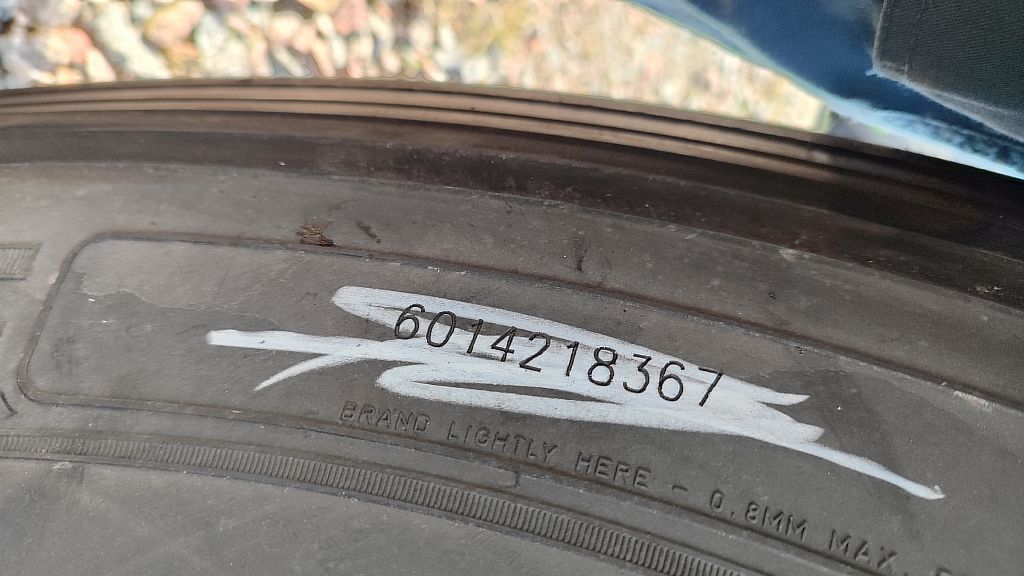 6014218367
BRAND LIGHTLY HERE - 0.8MM MAX.